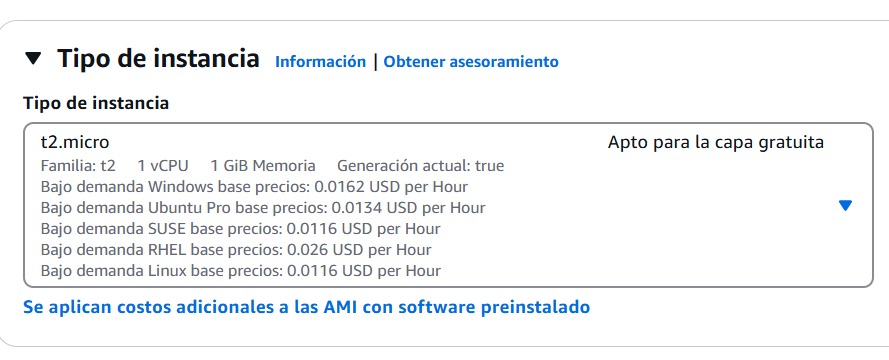 Tipo de instancia Información | Obtener asesoramiento
Tipo de instancia
t2.micro Apto para la capa gratuita
Familia: t2 1 vCPU 1 GiB Memoria Generación actual: true
Bajo demanda Windows base precios: 0.0162 USD per Hour
Bajo demanda Ubuntu Pro base precios: 0.0134 USD per Hour
Bajo demanda SUSE base precios: 0.0116 USD per Hour
Bajo demanda RHEL base precios: 0.026 USD per Hour
Bajo demanda Linux base precios: 0.0116 USD per Hour
Se aplican costos adicionales a las AMI con software preinstalado